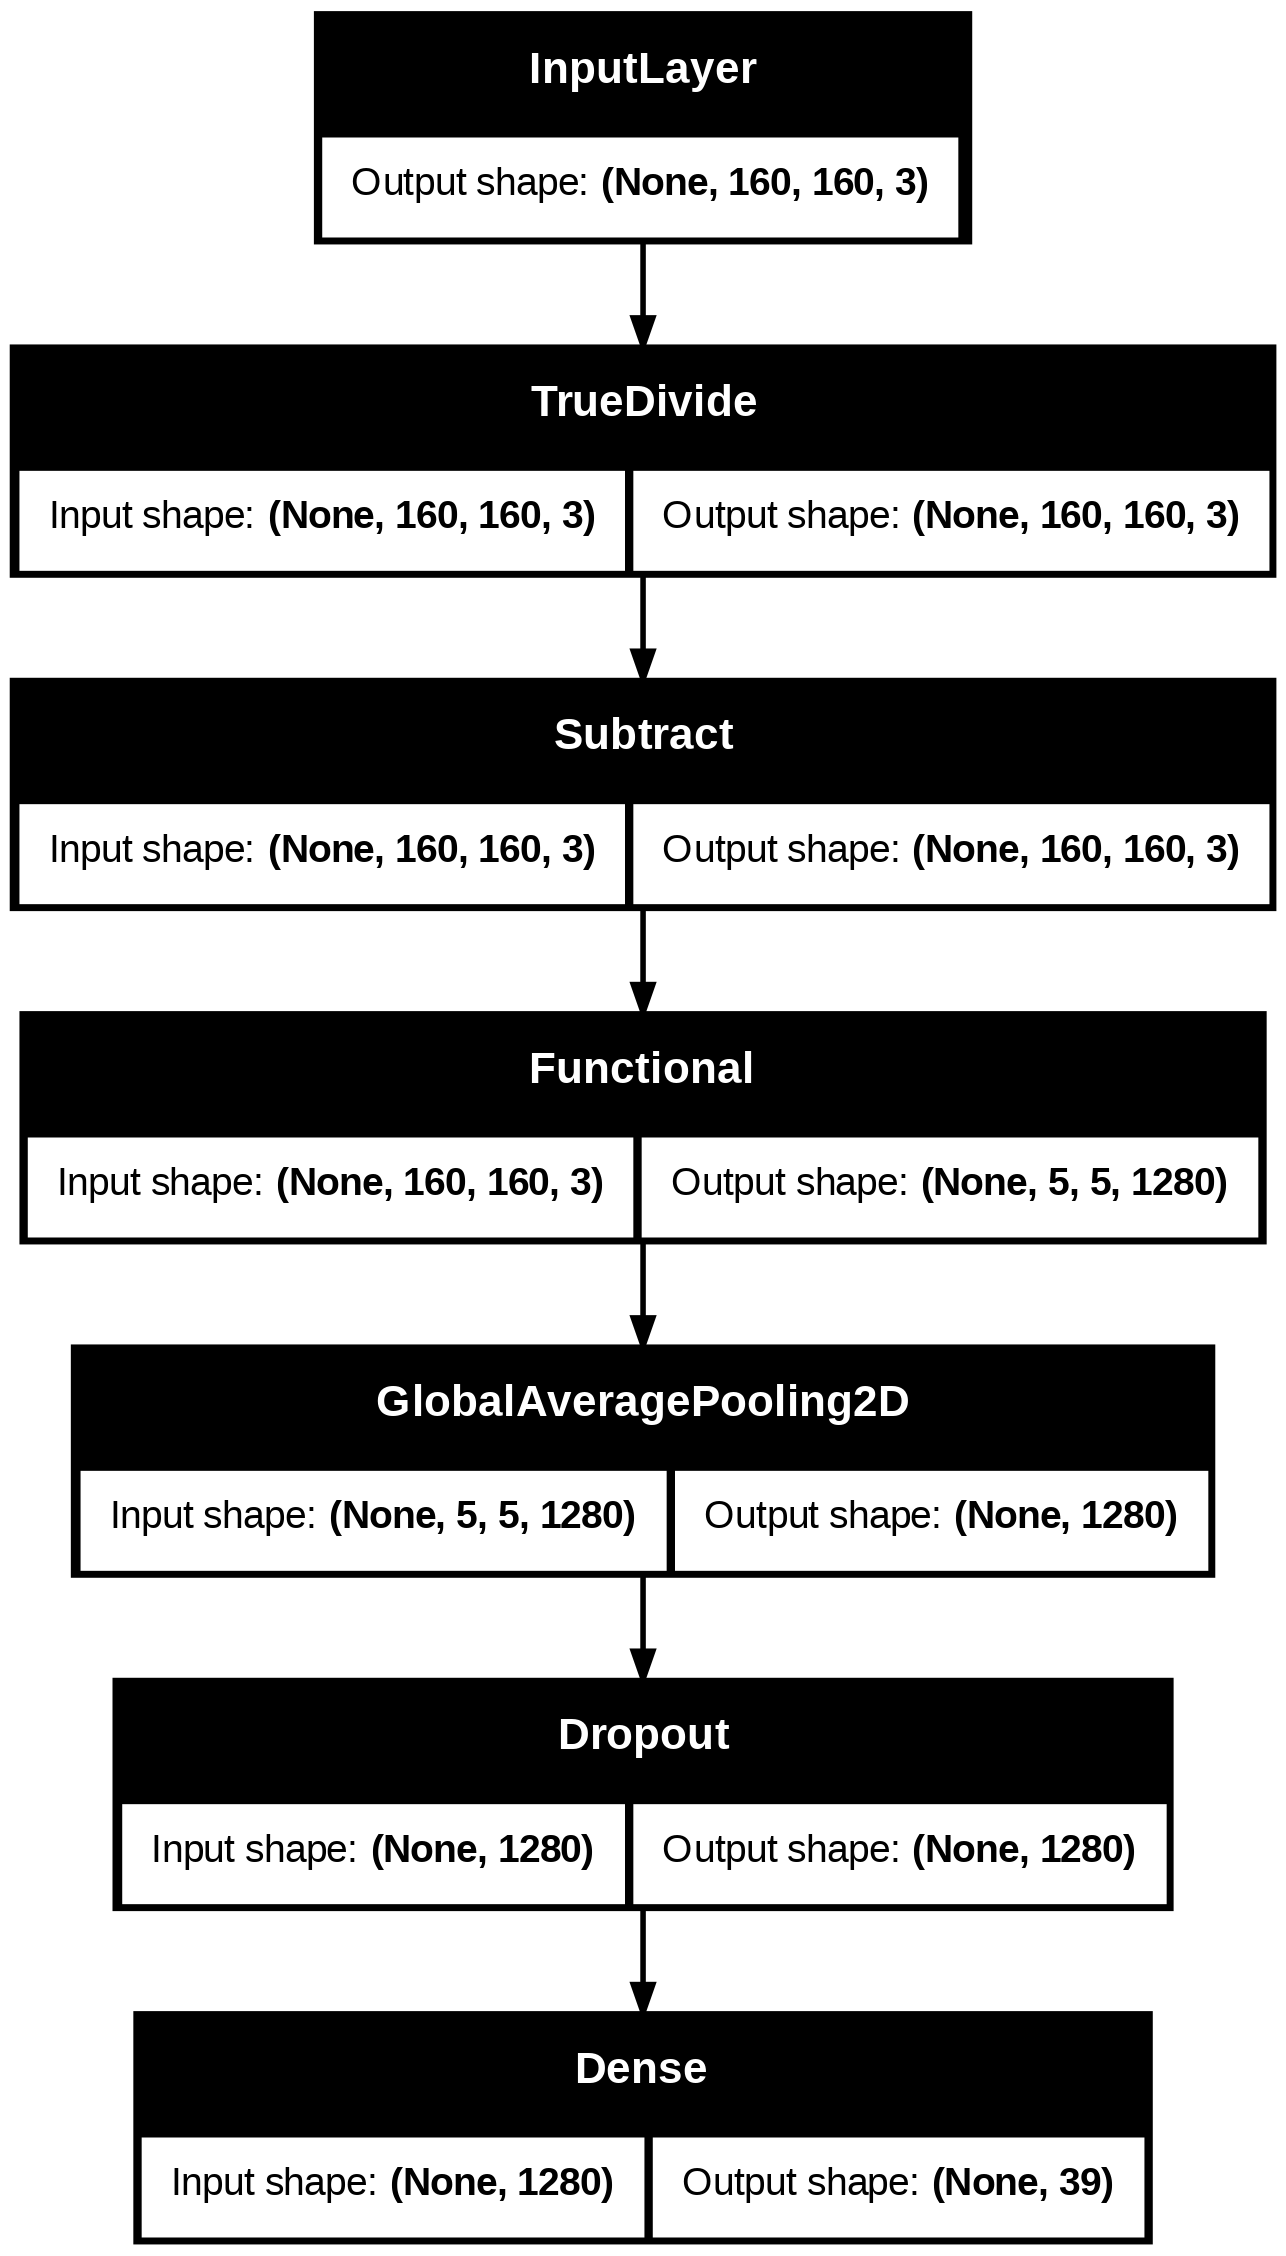 InputLayer
Output shape: (None, 160, 160, 3)
TrueDivide
Input shape: (None, 160, 160, 3) Output shape: (None, 160, 160, 3)
Subtract
Input shape: (None, 160, 160, 3) Output shape: (None, 160, 160, 3)
Functional
Input shape: (None, 160, 160, 3) Output shape: (None, 5, 5, 1280)
GlobalAveragePooling2D
Input shape: (None, 5, 5, 1280) Output shape: (None, 1280)
Dropout
Input shape: (None, 1280) Output shape: (None, 1280)
Dense
Input shape: (None, 1280) Output shape: (None, 39)